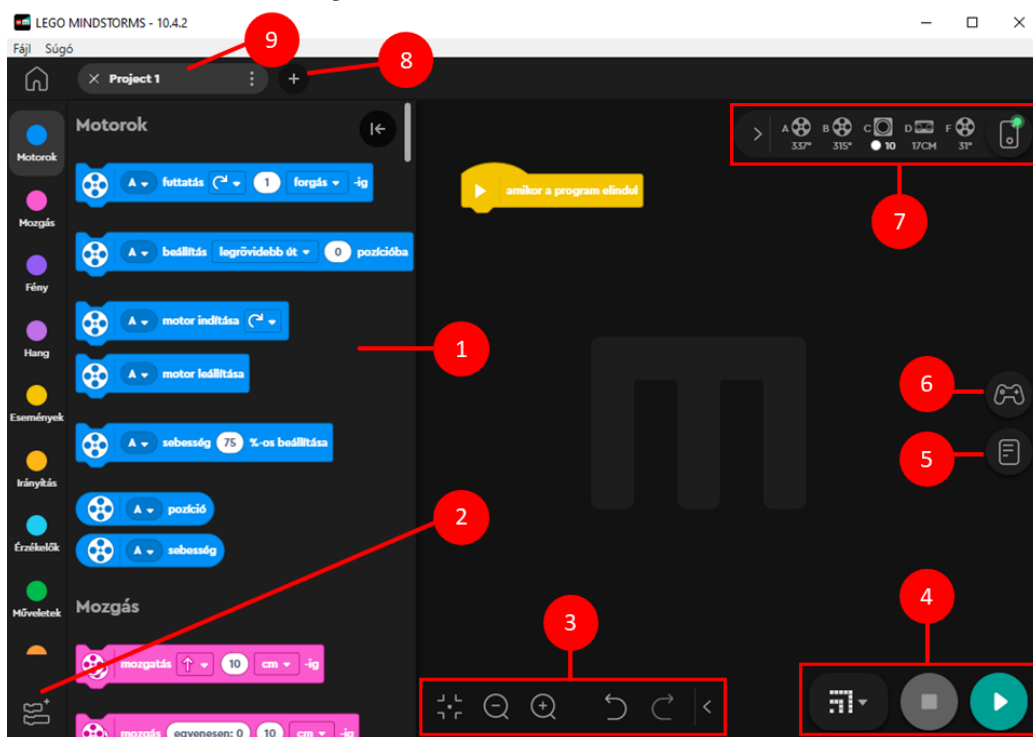 LEGO MINDSTORMS - 10.4.2
Fájl Súgó
9
8
Project 1
Motorok
Motorok
A futtatás 1 forgás -ig
A beállítás legrövidebb út 0 pozícióba
A motor indítása
A motor leállítása
A sebesség 75 %-os beállítása
A pozíció
A sebesség
Mozgás
mozgatás 10 cm -ig
mozgás egyenesen: 0 10 cm -ig
Mozgás
Fény
Hang
Események
Irányítás
Érzékelők
Műveletek
1
2
amikor a program elindul
A 337°
B 315°
C 10
D 17CM
F 31°
7
6
5
3
4